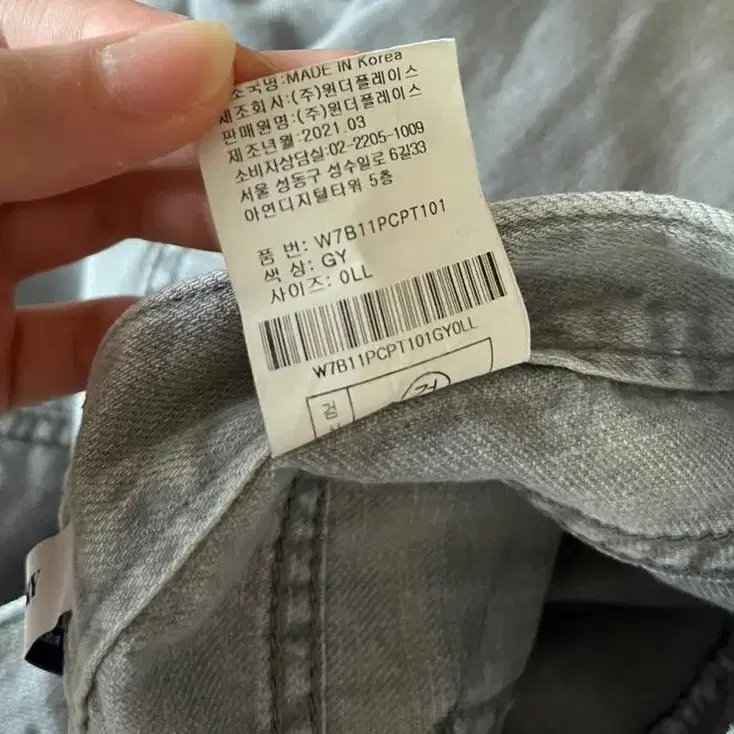 조국명:MADE IN Korea
제조회사:(주)원더플레이스
판매원명:(주)원더플레이스
제조년월:2021.03
소비자상담실:02-2205-1009
서울 성동구 성수일로 6길33
아연디지털타워 5층
품 번: W7B11PCPT101
색 상: GY
사이즈: 0LL
W7B11PCPT101GY0LL